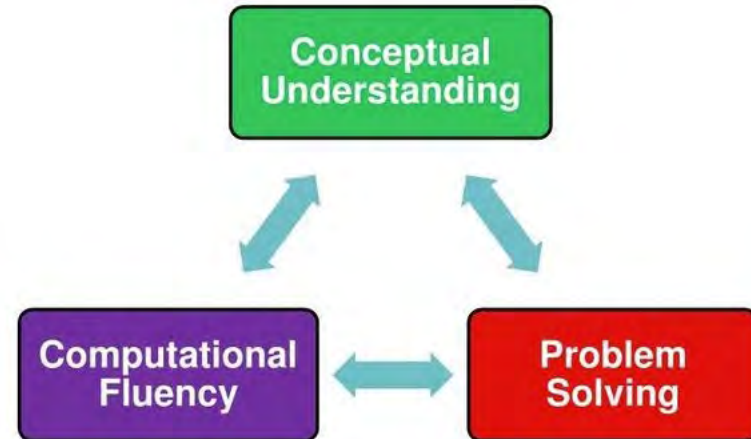 Conceptual
Understanding
Computational
Fluency
Problem
Solving